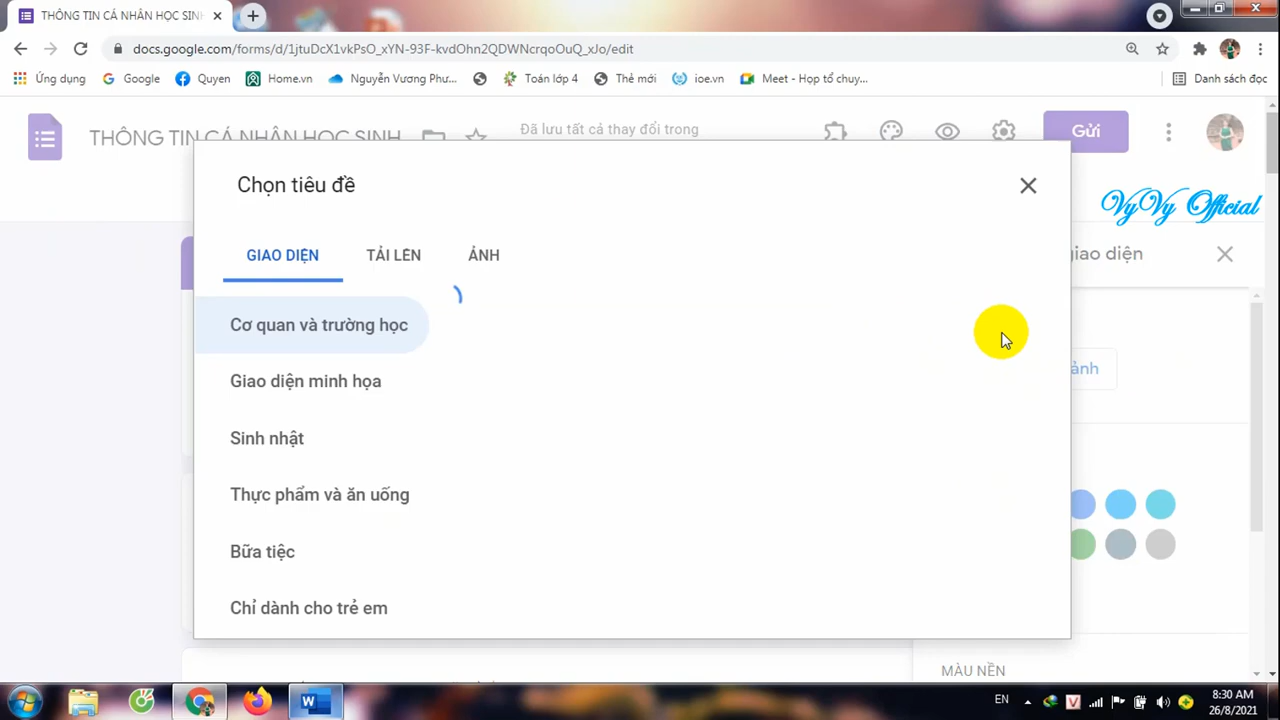 THÔNG TIN CÁ NHÂN HỌC SINH
docs.google.com/forms/d/1jtuDcX1vkPsO_xYN-93F-kvdOhn2QDWNcrqoOuQ_xJo/edit
Ứng dụng Google Quyen Home.vn Nguyễn Vương Phư... Toán lớp 4 Thẻ mới ioe.vn Meet - Họp tổ chuy... Danh sách đọc
THÔNG TIN CÁ NHÂN HỌC SINH Đã lưu tất cả thay đổi trong Gửi
Chọn tiêu đề
VyVy Official
GIAO DIỆN TẢI LÊN ẢNH
giao diện
Cơ quan và trường học
ảnh
Giao diện minh họa
Sinh nhật
Thực phẩm và ăn uống
Bữa tiệc
Chỉ dành cho trẻ em
MÀU NỀN
EN
8:30 AM
26/8/2021